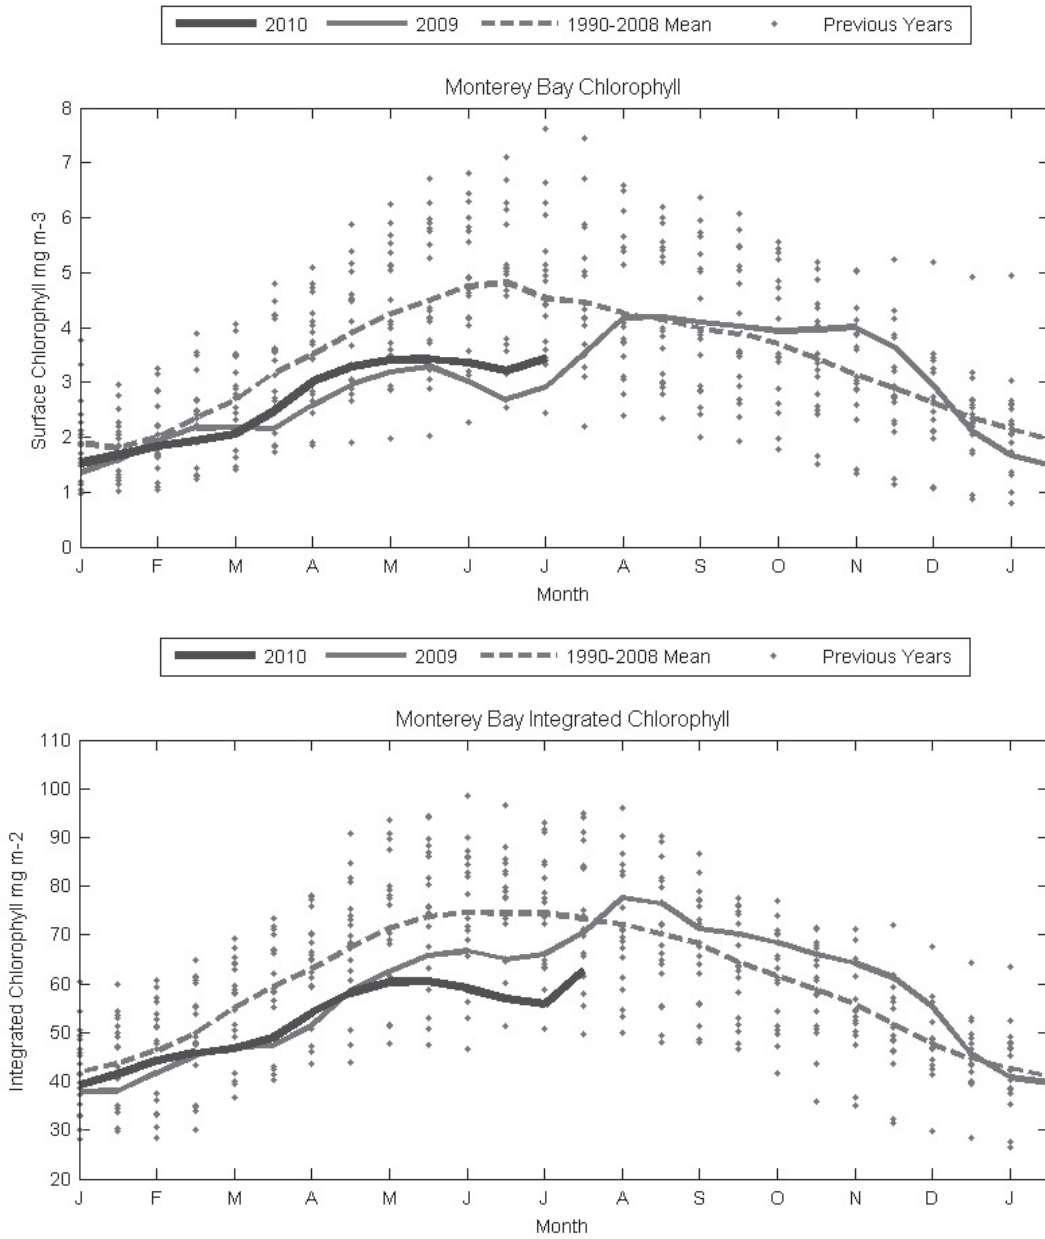 2010 2009 1990-2008 Mean Previous Years
Monterey Bay Chlorophyll
Surface Chlorophyll mg m-3
8
7
6
5
4
3
2
1
0
J F M A M J J A S O N D J
Month
2010 2009 1990-2008 Mean Previous Years
Monterey Bay Integrated Chlorophyll
Integrated Chlorophyll mg m-2
110
100
90
80
70
60
50
40
30
20
J F M A M J J A S O N D J
Month